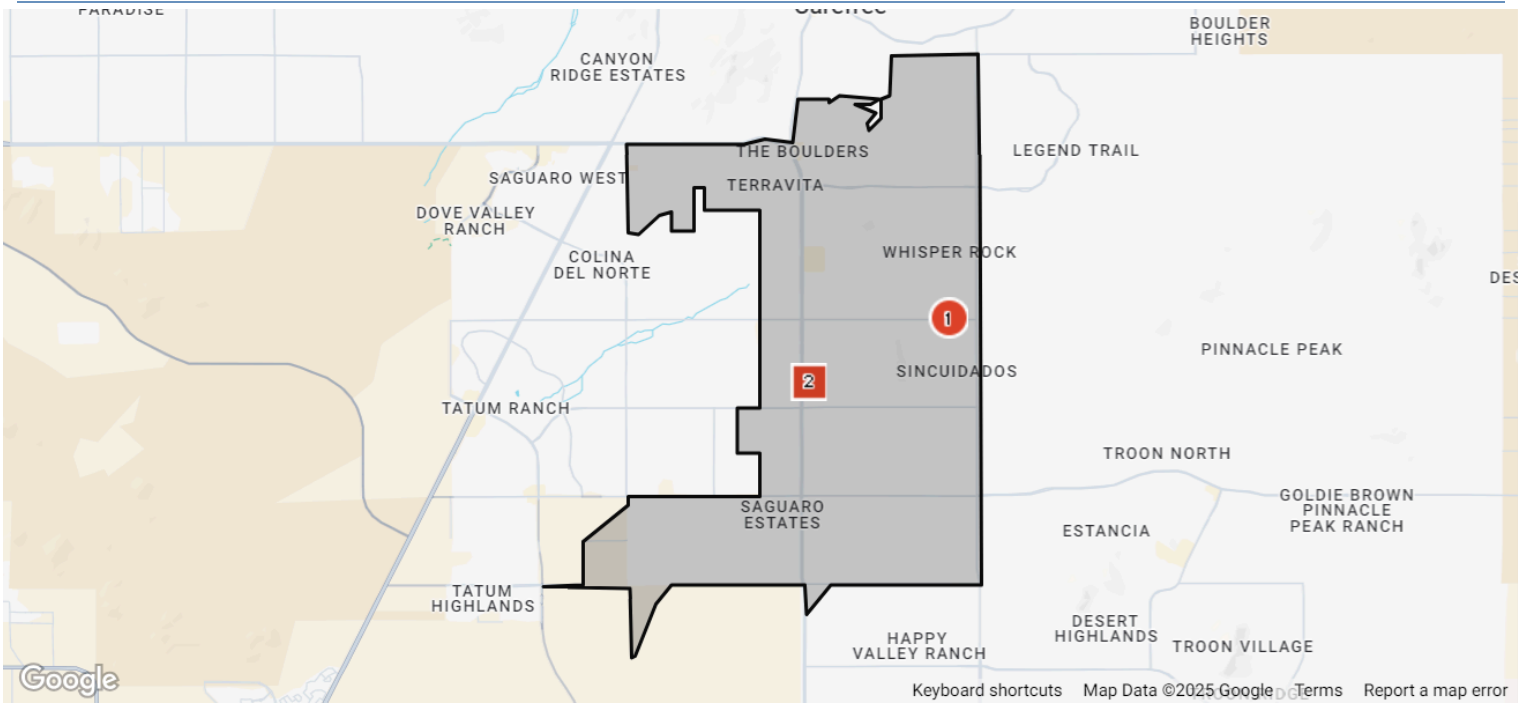 PARADISE
Carefree
BOULDER
HEIGHTS
CANYON
RIDGE ESTATES
THE BOULDERS
LEGEND TRAIL
SAGUARO WEST
TERRAVITA
DOVE VALLEY
RANCH
WHISPER ROCK
COLINA
DEL NORTE
DES
1
PINNACLE PEAK
SINCUIDADOS
2
TATUM RANCH
TROON NORTH
SAGUARO
ESTATES
GOLDIE BROWN
PINNACLE
PEAK RANCH
ESTANCIA
TATUM
HIGHLANDS
DESERT
HIGHLANDS
HAPPY
VALLEY RANCH
TROON VILLAGE
Google
Keyboard shortcuts Map Data ©2025 Google Terms Report a map error
TROON RIDGE